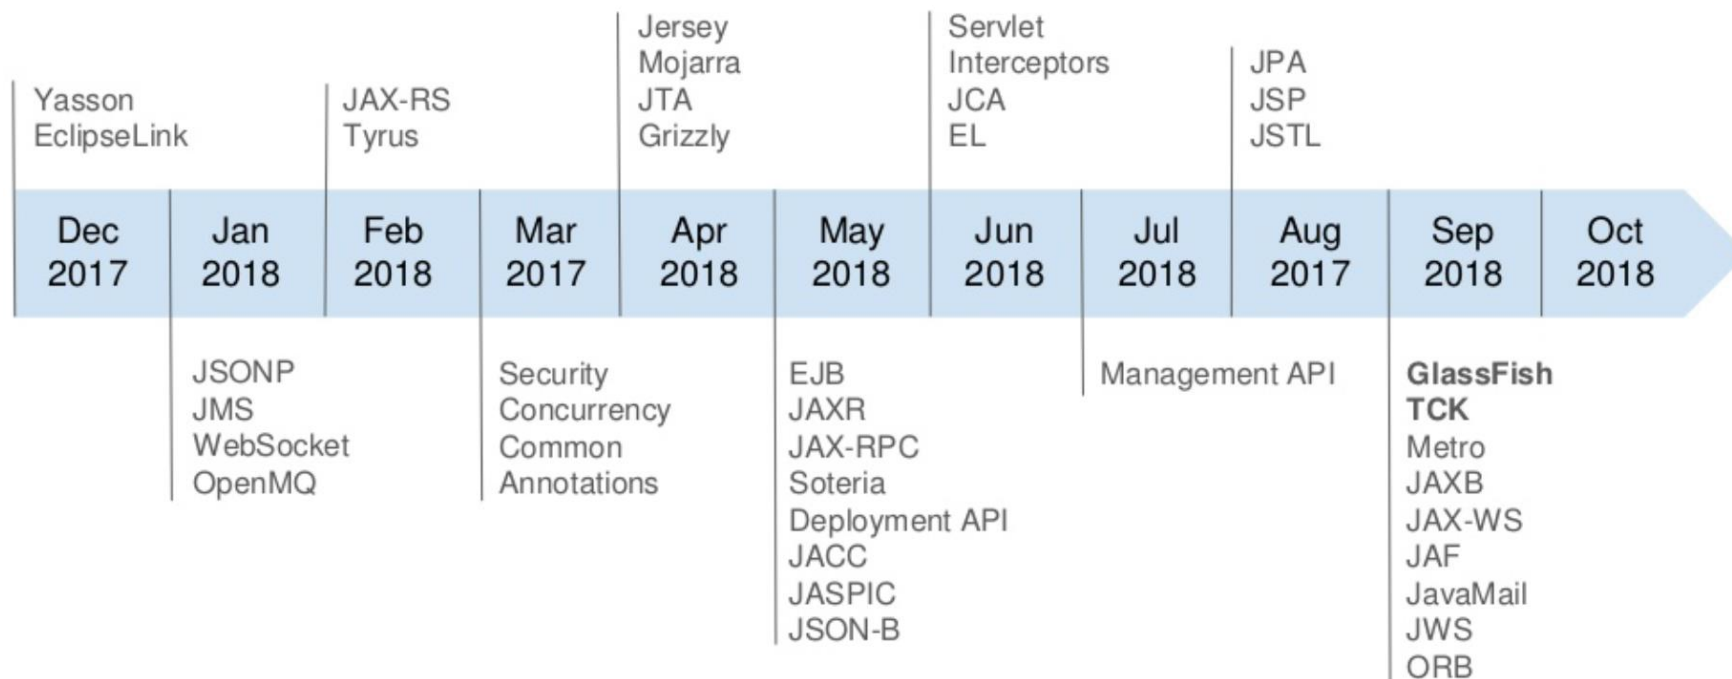 Yasson
EclipseLink
JAX-RS
Tyrus
Jersey
Mojarra
JTA
Grizzly
Servlet
Interceptors
JCA
EL
JPA
JSP
JSTL
Dec
2017
Jan
2018
Feb
2018
Mar
2017
Apr
2018
May
2018
Jun
2018
Jul
2018
Aug
2017
Sep
2018
Oct
2018
JSONP
JMS
WebSocket
OpenMQ
Security
Concurrency
Common
Annotations
EJB
JAXR
JAX-RPC
Soteria
Deployment API
JACC
JASPIC
JSON-B
Management API
GlassFish
TCK
Metro
JAXB
JAX-WS
JAF
JavaMail
JWS
ORB